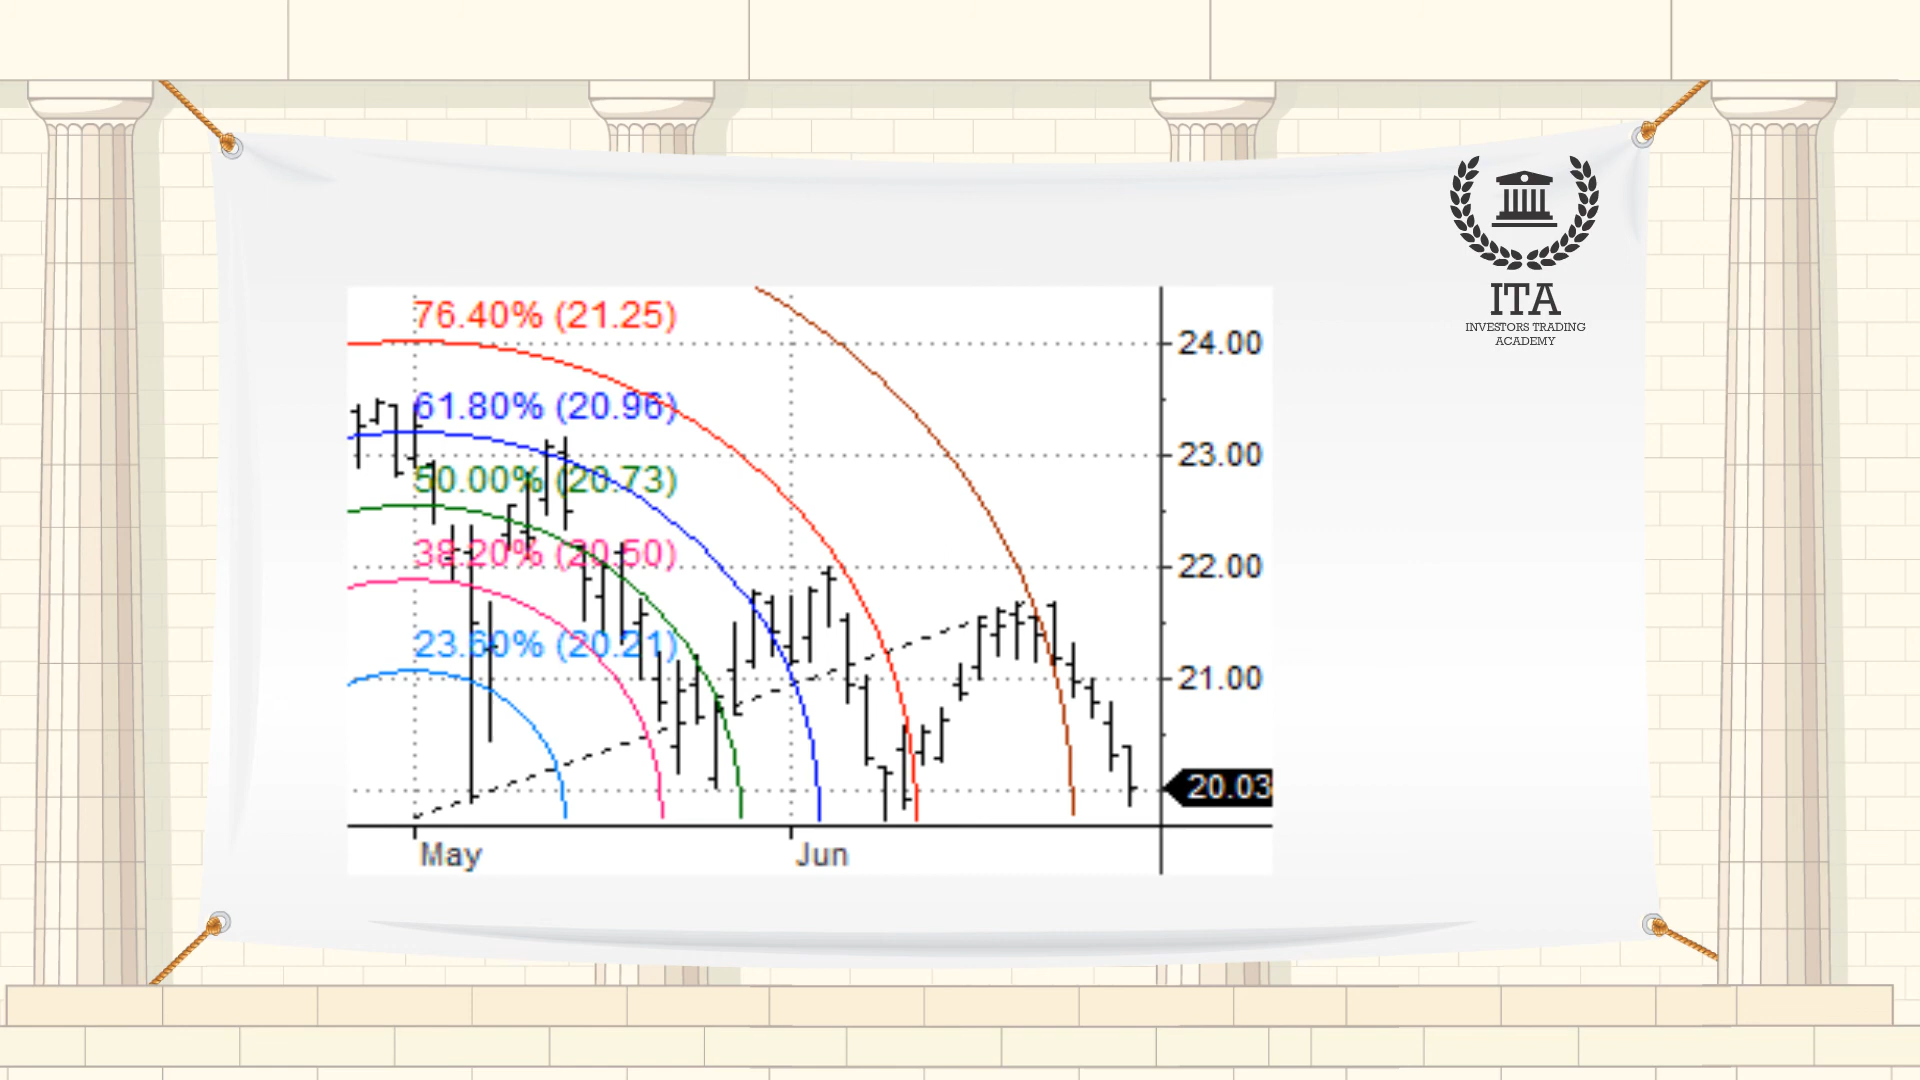 76.40% (21.25)
24.00
61.80% (20.96)
23.00
50.00% (20.73)
38.20% (20.50)
22.00
23.60% (20.21)
21.00
20.03
May
Jun
ITA
INVESTORS TRADING
ACADEMY